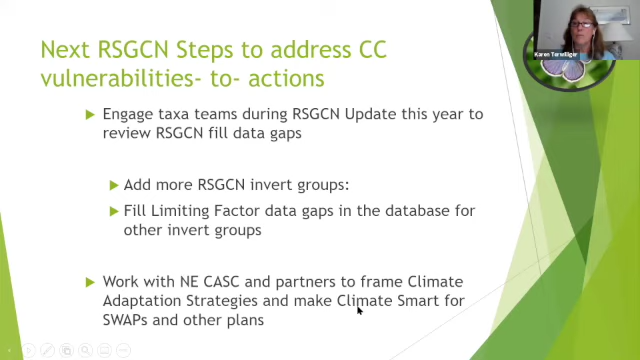 Karen Terwilliger
Next RSGCN Steps to address CC
vulnerabilities- to- actions
Engage taxa teams during RSGCN Update this year to
review RSGCN fill data gaps
Add more RSGCN invert groups:
Fill Limiting Factor data gaps in the database for
other invert groups
Work with NE CASC and partners to frame Climate
Adaptation Strategies and make Climate Smart for
SWAPs and other plans